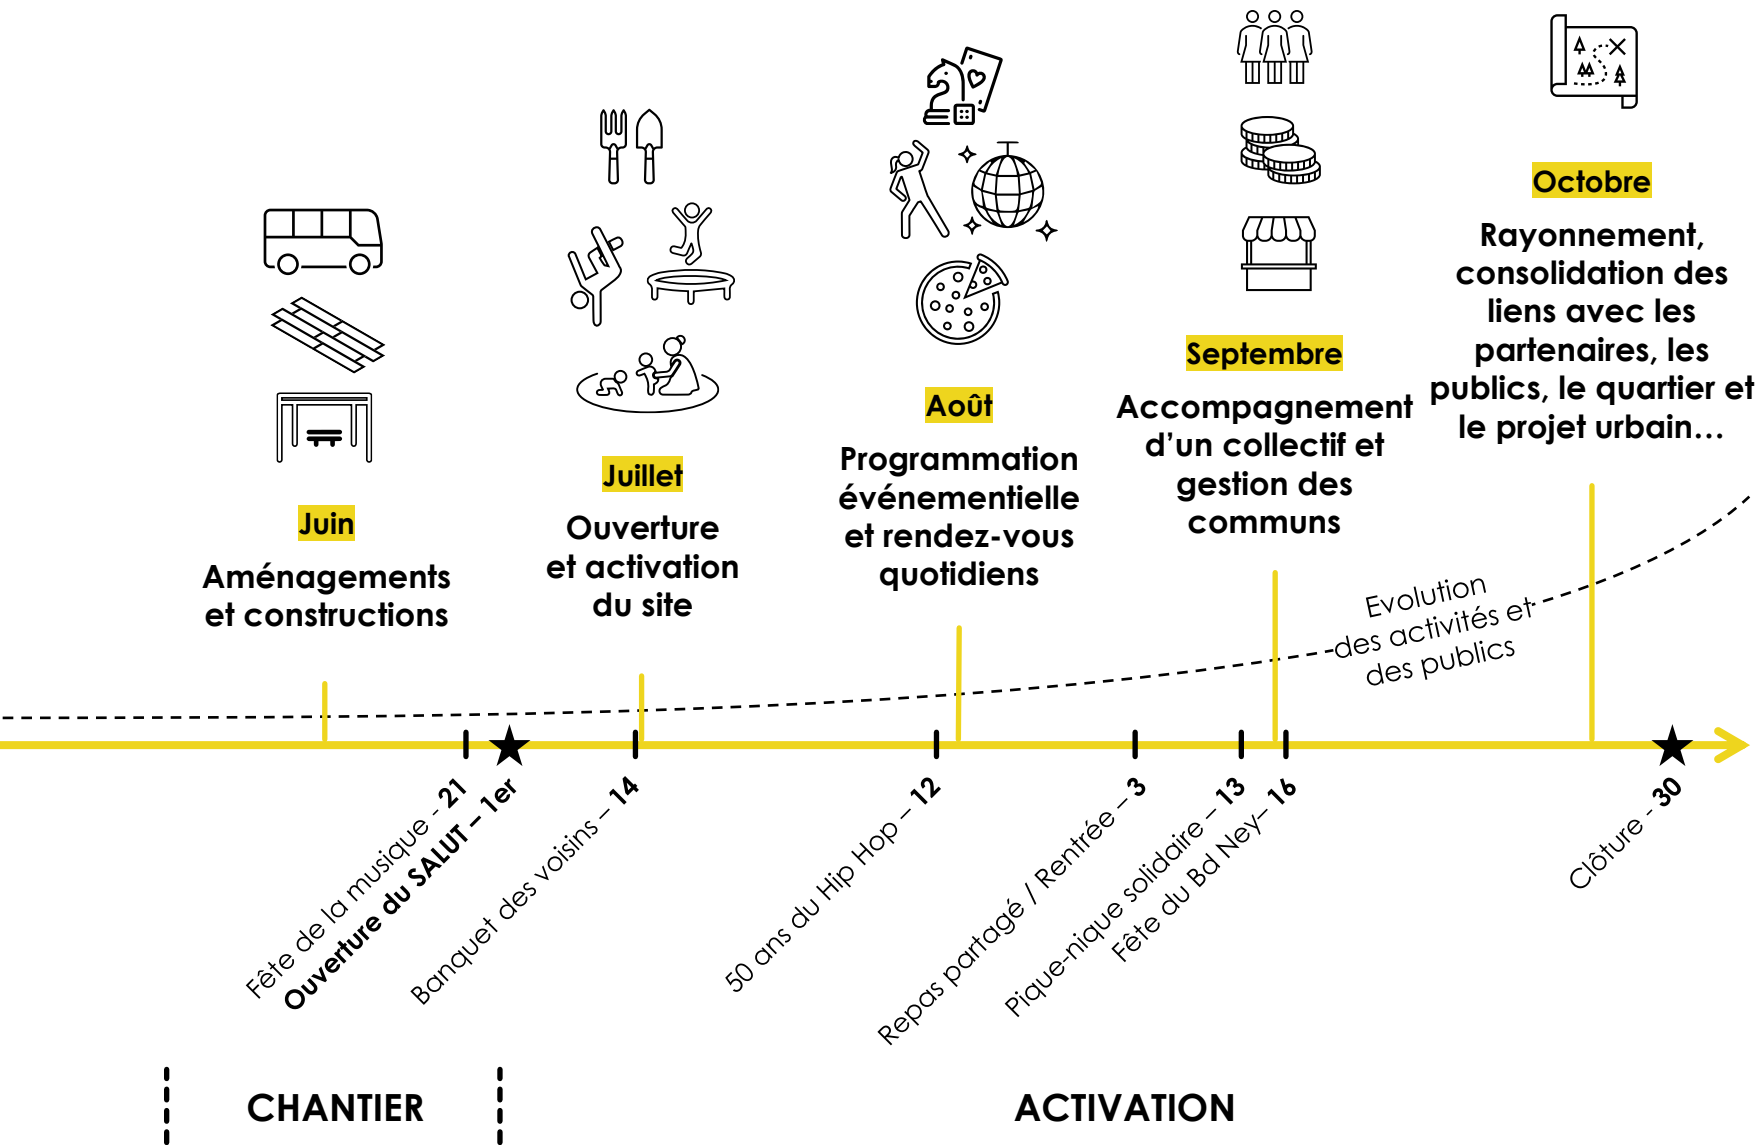 Juin
Aménagements
et constructions
Juillet
Ouverture
et activation
du site
Août
Programmation
événementielle
et rendez-vous
quotidiens
Septembre
Accompagnement
d'un collectif et
gestion des
communs
Octobre
Rayonnement,
consolidation des
liens avec les
partenaires, les
publics, le quartier et
le projet urbain…
Evolution
des activités et
des publics
Fête de la musique - 21
Ouverture du SALUT – 1er
Banquet des voisins – 14
50 ans du Hip Hop – 12
Repas partagé / Rentrée – 3
Pique-nique solidaire – 13
Fête du Bd Ney– 16
Clôture - 30
CHANTIER
ACTIVATION